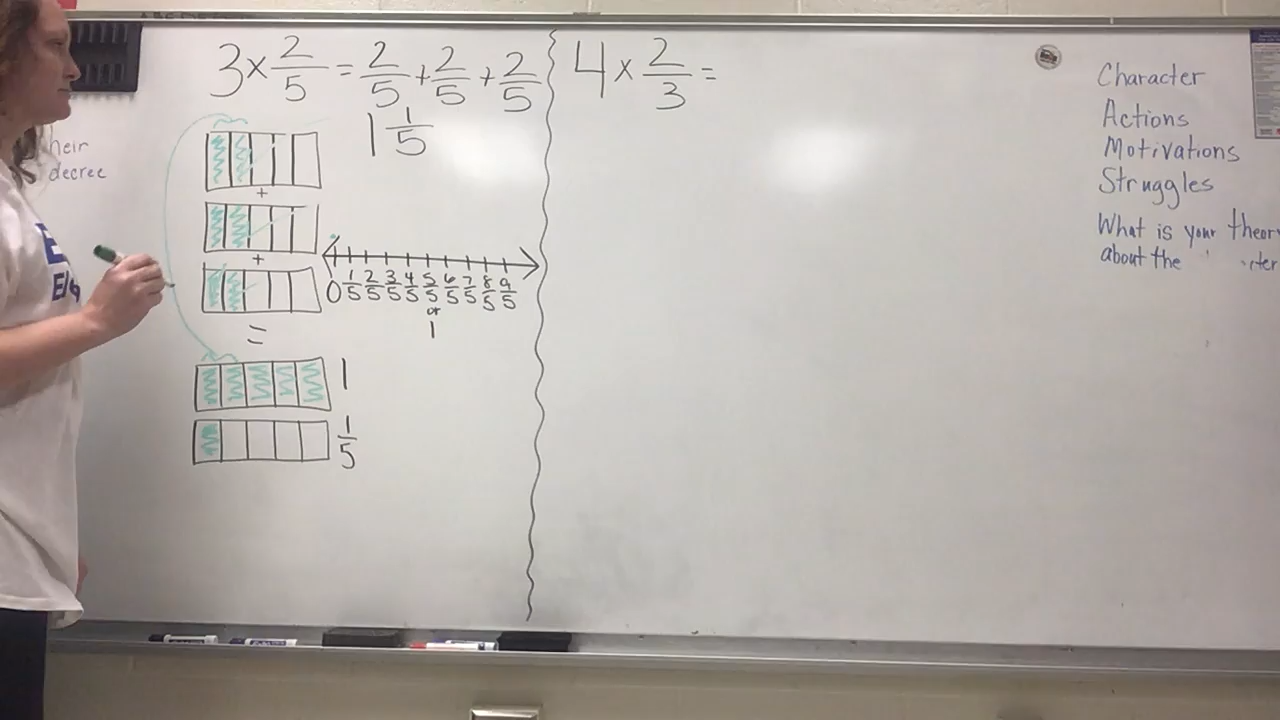 3 × 2/5 = 2/5 + 2/5 + 2/5
1 1/5
+
+
=
1
1/5
0 1/5 2/5 3/5 4/5 5/5 6/5 7/5 8/5 9/5
or
1
4 × 2/3 =
heir
decree
Character
Actions
Motivations
Struggles
What is your theory
about the